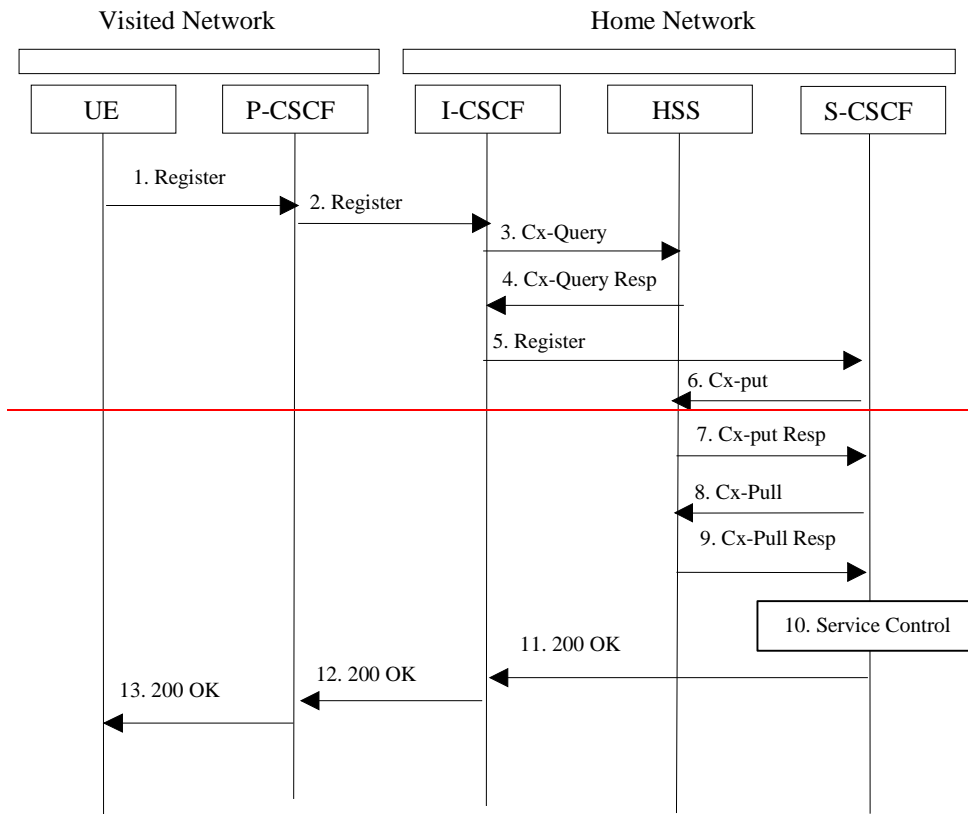 Visited Network
Home Network
UE
P-CSCF
I-CSCF
HSS
S-CSCF
1. Register
2. Register
3. Cx-Query
4. Cx-Query Resp
5. Register
6. Cx-put
7. Cx-put Resp
8. Cx-Pull
9. Cx-Pull Resp
10. Service Control
11. 200 OK
12. 200 OK
13. 200 OK